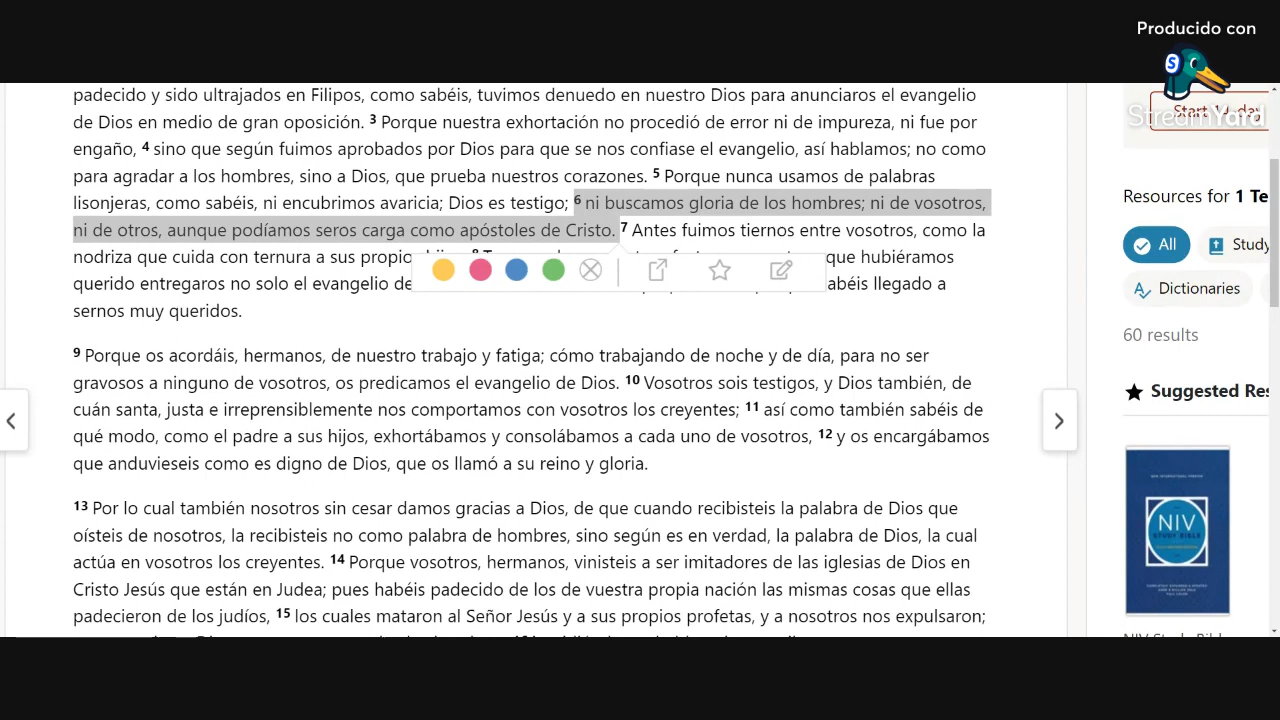 Producido con
StreamYard
padecido y sido ultrajados en Filipos, como sabéis, tuvimos denuedo en nuestro Dios para anunciaros el evangelio
de Dios en medio de gran oposición. 3 Porque nuestra exhortación no procedió de error ni de impureza, ni fue por
engaño, 4 sino que según fuimos aprobados por Dios para que se nos confiase el evangelio, así hablamos; no como
para agradar a los hombres, sino a Dios, que prueba nuestros corazones. 5 Porque nunca usamos de palabras
lisonjeras, como sabéis, ni encubrimos avaricia; Dios es testigo; 6 ni buscamos gloria de los hombres; ni de vosotros,
ni de otros, aunque podíamos seros carga como apóstoles de Cristo. 7 Antes fuimos tiernos entre vosotros, como la
nodriza que cuida con ternura a sus propio que hubiéramos
querido entregaros no solo el evangelio de abéis llegado a
sernos muy queridos.
9 Porque os acordáis, hermanos, de nuestro trabajo y fatiga; cómo trabajando de noche y de día, para no ser
gravosos a ninguno de vosotros, os predicamos el evangelio de Dios. 10 Vosotros sois testigos, y Dios también, de
cuán santa, justa e irreprensiblemente nos comportamos con vosotros los creyentes; 11 así como también sabéis de
qué modo, como el padre a sus hijos, exhortábamos y consolábamos a cada uno de vosotros, 12 y os encargábamos
que anduvieseis como es digno de Dios, que os llamó a su reino y gloria.
13 Por lo cual también nosotros sin cesar damos gracias a Dios, de que cuando recibisteis la palabra de Dios que
oísteis de nosotros, la recibisteis no como palabra de hombres, sino según es en verdad, la palabra de Dios, la cual
actúa en vosotros los creyentes. 14 Porque vosotros, hermanos, vinisteis a ser imitadores de las iglesias de Dios en
Cristo Jesús que están en Judea; pues habéis padecido de los de vuestra propia nación las mismas cosas que ellas
padecieron de los judíos, 15 los cuales mataron al Señor Jesús y a sus propios profetas, y a nosotros nos expulsaron;
Resources for 1 Te
All Study
Dictionaries
60 results
Suggested Res
NIV
STUDY BIBLE